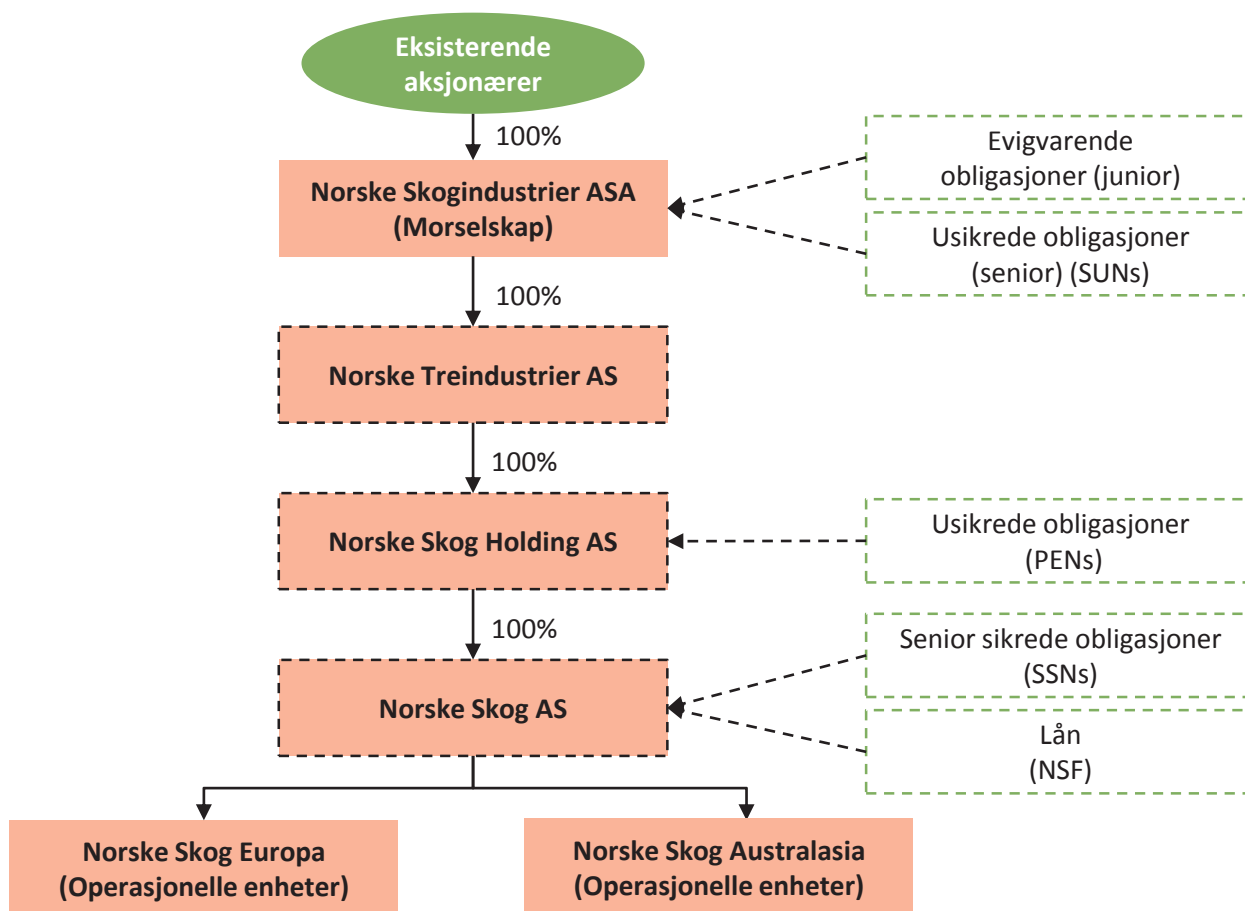 Eksisterende
aksjonærer
100%
Norske Skogindustrier ASA
(Morselskap)
Evigvarende
obligasjoner (junior)
Usikrede obligasjoner
(senior) (SUNs)
100%
Norske Treindustrier AS
100%
Norske Skog Holding AS
Usikrede obligasjoner
(PENs)
100%
Norske Skog AS
Senior sikrede obligasjoner
(SSNs)
Lån
(NSF)
Norske Skog Europa
(Operasjonelle enheter)
Norske Skog Australasia
(Operasjonelle enheter)